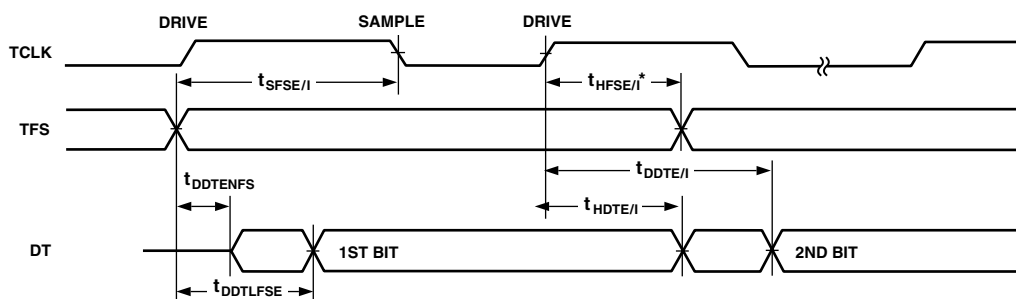 DRIVE SAMPLE DRIVE
TCLK
tSFSE/I tHFSE/I*
TFS
tDDTENFS tDDTE/I
tHDTE/I
DT 1ST BIT 2ND BIT
tDDTLFSE